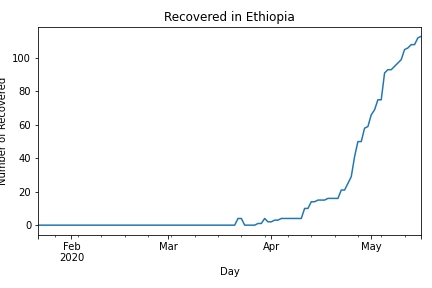 Recovered in Ethiopia
Number of Recovered
100
80
60
40
20
0
Feb
2020
Mar
Apr
May
Day